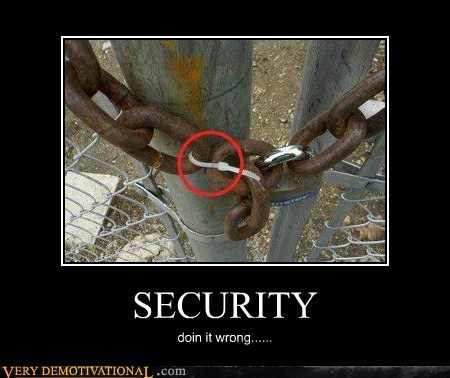 SECURITY
doin it wrong......
VERY DEMOTIVATIONAL .com